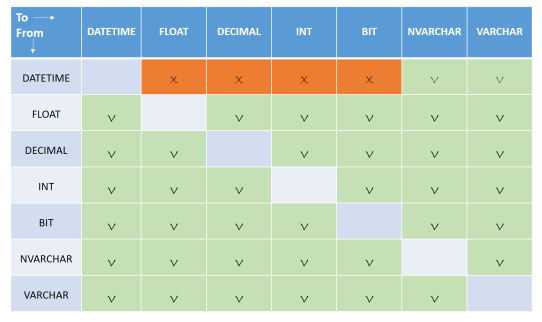 To →
From ↓ DATETIME FLOAT DECIMAL INT BIT NVARCHAR VARCHAR
DATETIME x x x x v v
FLOAT v v v v v v
DECIMAL v v v v v v
INT v v v v v v
BIT v v v v v v
NVARCHAR v v v v v v
VARCHAR v v v v v v